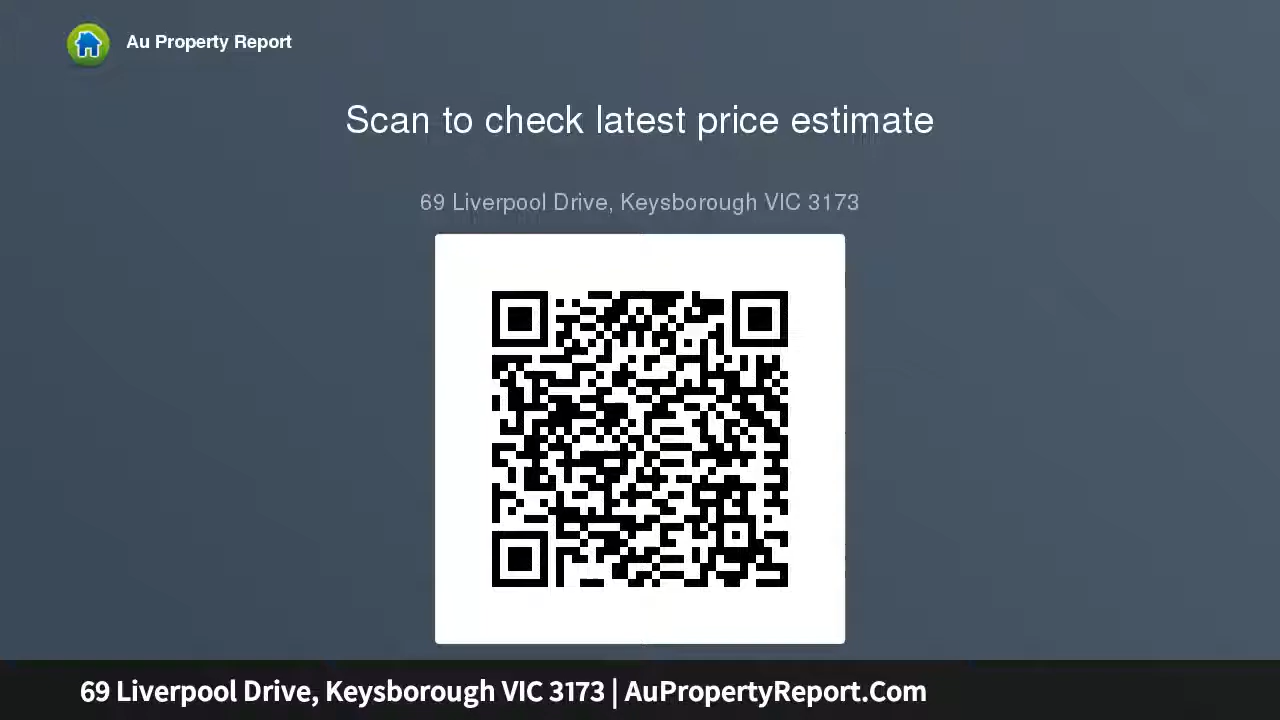 Au Property Report
Scan to check latest price estimate
69 Liverpool Drive, Keysborough VIC 3173
69 Liverpool Drive, Keysborough VIC 3173 | AuPropertyReport.Com